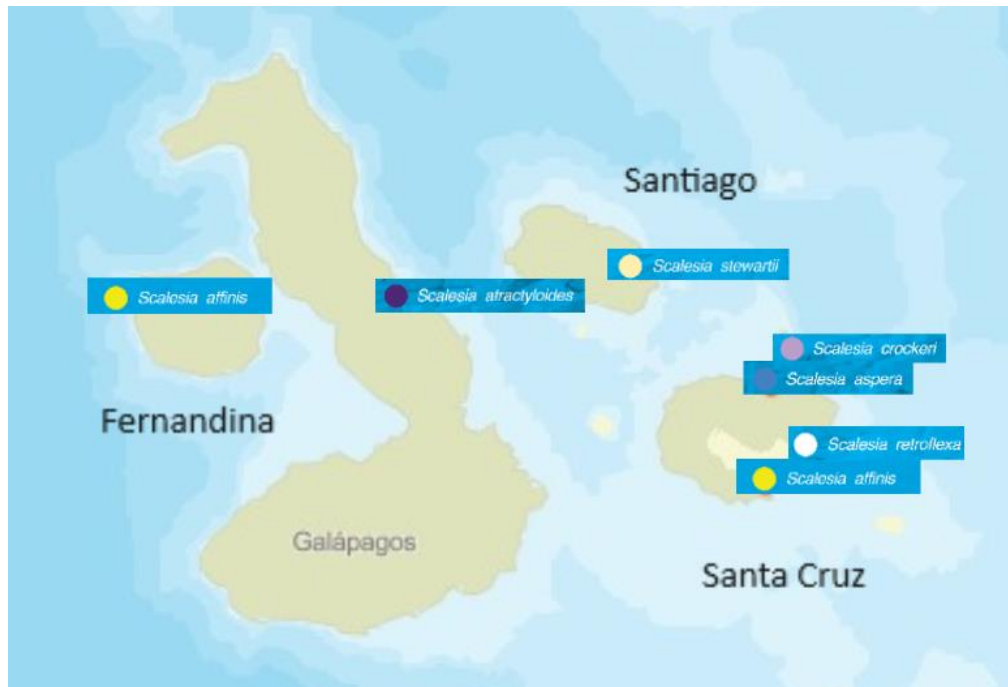 Santiago
Scalesia stewartii
Scalesia affinis
Scalesia atractyloides
Scalesia crockeri
Scalesia aspera
Fernandina
Scalesia retroflexa
Scalesia affinis
Galápagos
Santa Cruz